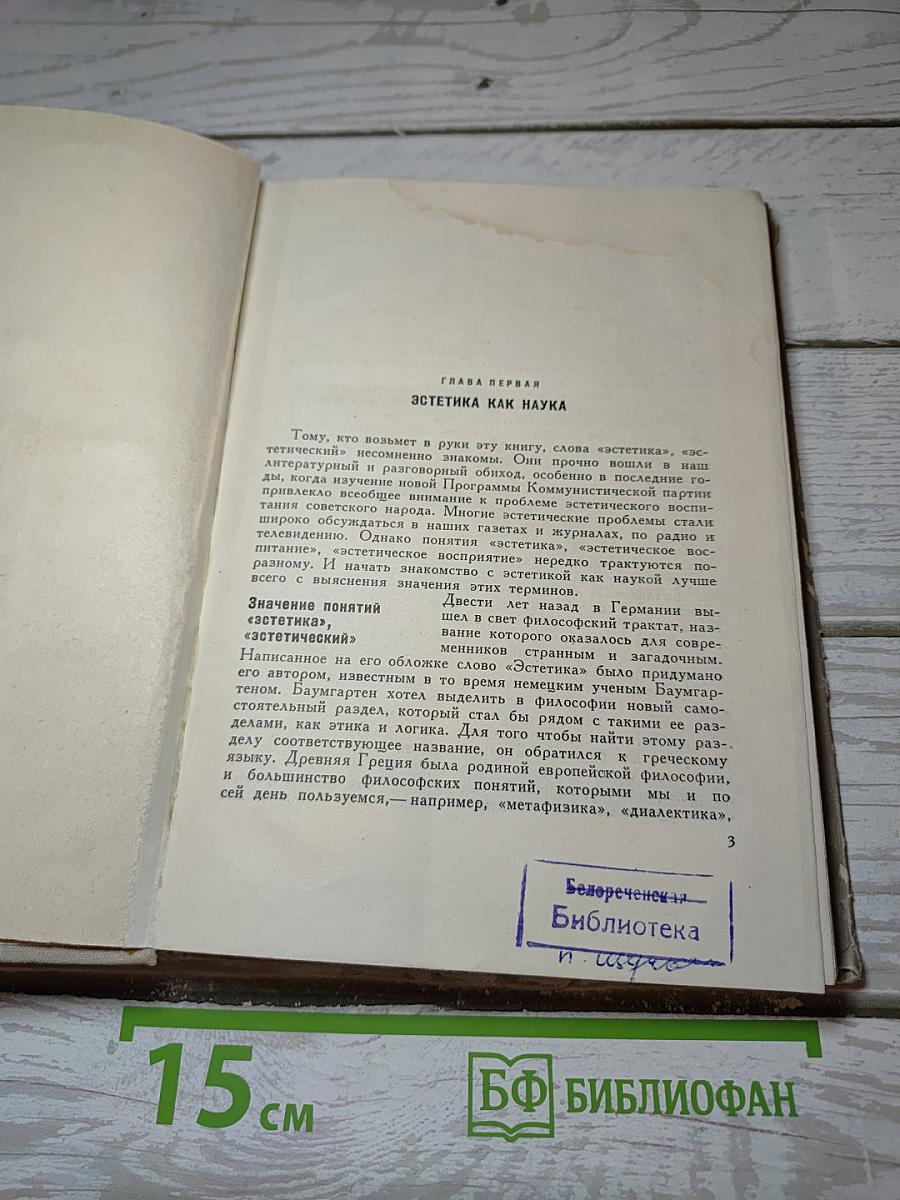 ГЛАВА ПЕРВАЯ
ЭСТЕТИКА КАК НАУКА
Тому, кто возьмет в руки эту книгу, слова «эстетика», «эс-
тетический» несомненно знакомы. Они прочно вошли в наш
литературный и разговорный обиход, особенно в последние го-
ды, когда изучение новой Программы Коммунистической партии
привлекло всеобщее внимание к проблеме эстетического воспи-
тания советского народа. Многие эстетические проблемы стали
широко обсуждаться в наших газетах и журналах, по радио и
телевидению. Однако понятия «эстетика», «эстетическое вос-
питание», «эстетическое восприятие» нередко трактуются по-
разному. И начать знакомство с эстетикой как наукой лучше
всего с выяснения значения этих терминов.
Значение понятий
«эстетика»,
«эстетический»
Двести лет назад в Германии вы-
шел в свет философский трактат, наз-
вание которого оказалось для совре-
менников странным и загадочным.
Написанное на его обложке слово «Эстетика» было придумано
его автором, известным в то время немецким ученым Баумгар-
теном. Баумгартен хотел выделить в философии новый само-
стоятельный раздел, который стал бы рядом с такими ее раз-
делами, как этика и логика. Для того чтобы найти этому раз-
делу соответствующее название, он обратился к греческому
языку. Древняя Греция была родиной европейской философии,
и большинство философских понятий, которыми мы и по
сей день пользуемся,— например, «метафизика», «диалектика»,
3
Белореченская
Библиотека
п.
15 см
БФ БИБЛИОФАН